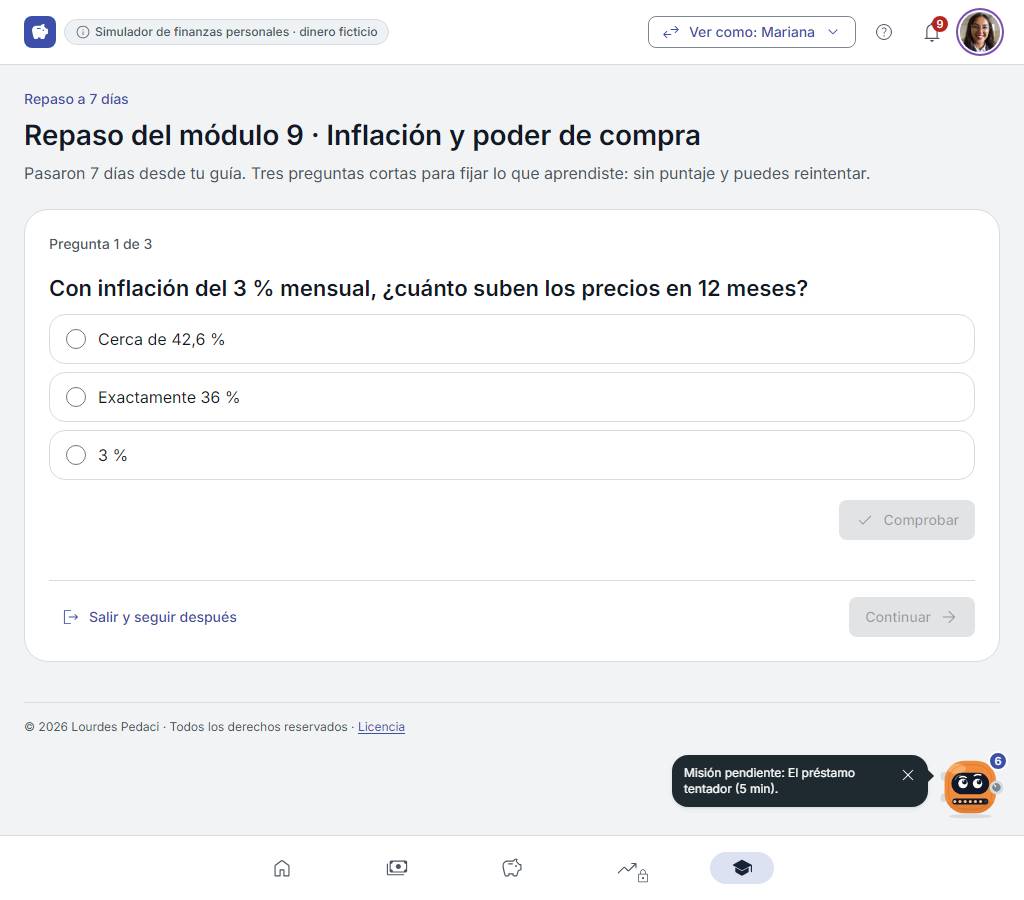 Simulador de finanzas personales · dinero ficticio
Ver como: Mariana
9
Repaso a 7 días
Repaso del módulo 9 · Inflación y poder de compra
Pasaron 7 días desde tu guía. Tres preguntas cortas para fijar lo que aprendiste: sin puntaje y puedes reintentar.
Pregunta 1 de 3
Con inflación del 3 % mensual, ¿cuánto suben los precios en 12 meses?
Cerca de 42,6 %
Exactamente 36 %
3 %
Comprobar
Salir y seguir después
Continuar
© 2026 Lourdes Pedaci · Todos los derechos reservados · Licencia
Misión pendiente: El préstamo
tentador (5 min).
6